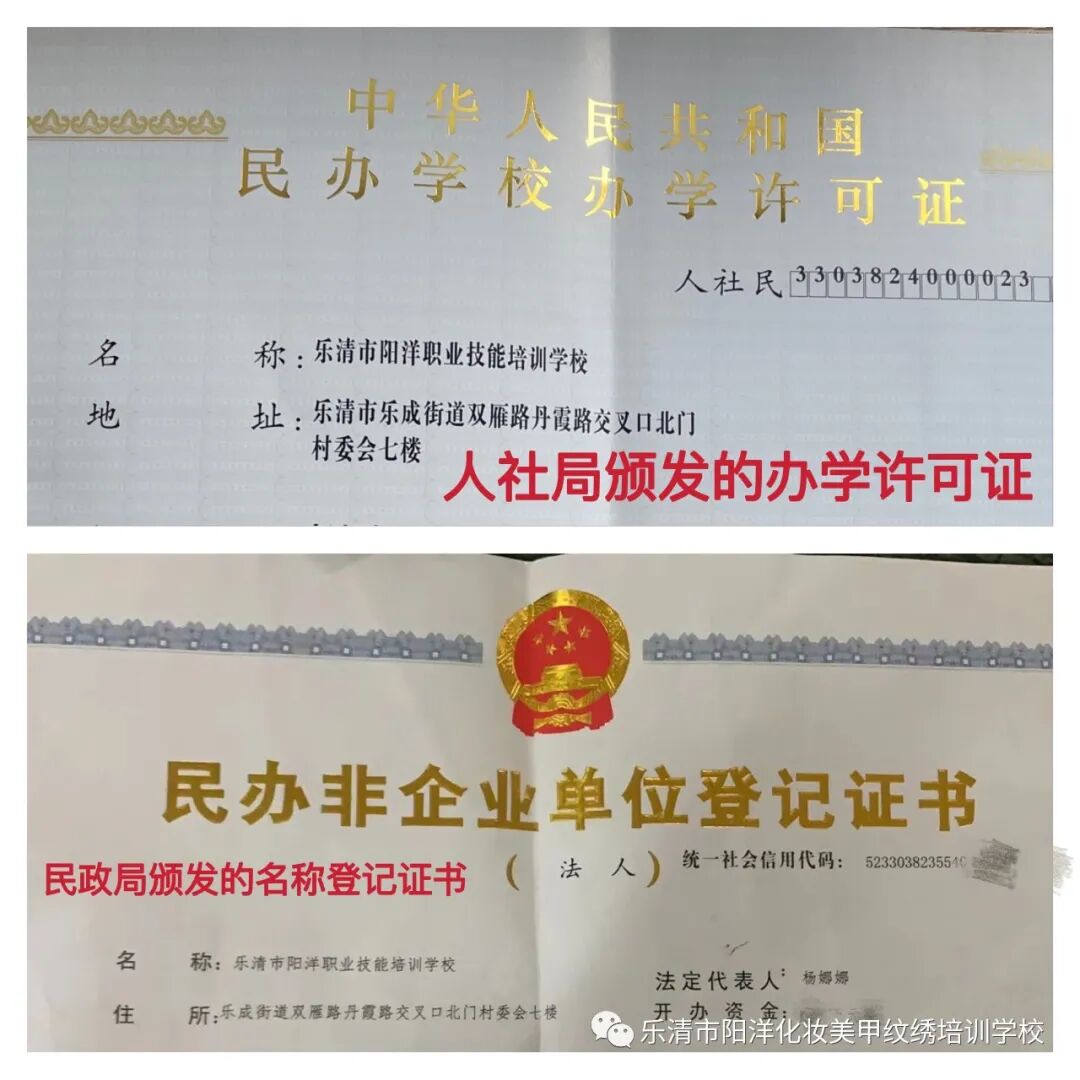 中华人民共和国
民办学校办学许可证
人社民 3303824000023
名称：乐清市阳洋职业技能培训学校
地址：乐清市乐成街道双雁路丹霞路交叉口北门
村委会七楼
人社局颁发的办学许可证
民办非企业单位登记证书
（法人）
统一社会信用代码： 523303823554
民政局颁发的名称登记证书
名称：乐清市阳洋职业技能培训学校
住所：乐成街道双雁路丹霞路交叉口北门村委会七楼
法定代表人：杨娜娜
开办资金：
乐清市阳洋化妆美甲纹绣培训学校